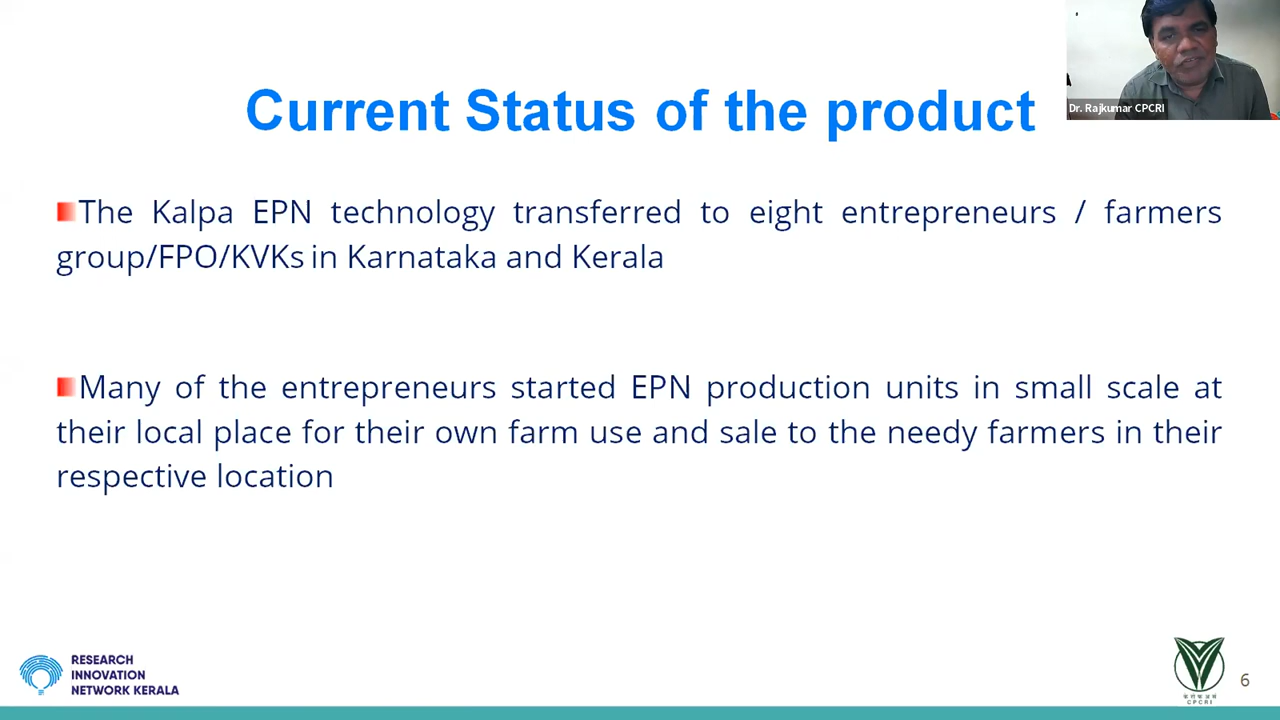 Current Status of the product
Dr. Rajkumar CPCRI
The Kalpa EPN technology transferred to eight entrepreneurs / farmers
group/FPO/KVKs in Karnataka and Kerala
Many of the entrepreneurs started EPN production units in small scale at
their local place for their own farm use and sale to the needy farmers in their
respective location
RESEARCH
INNOVATION
NETWORK KERALA
CPCRI
6